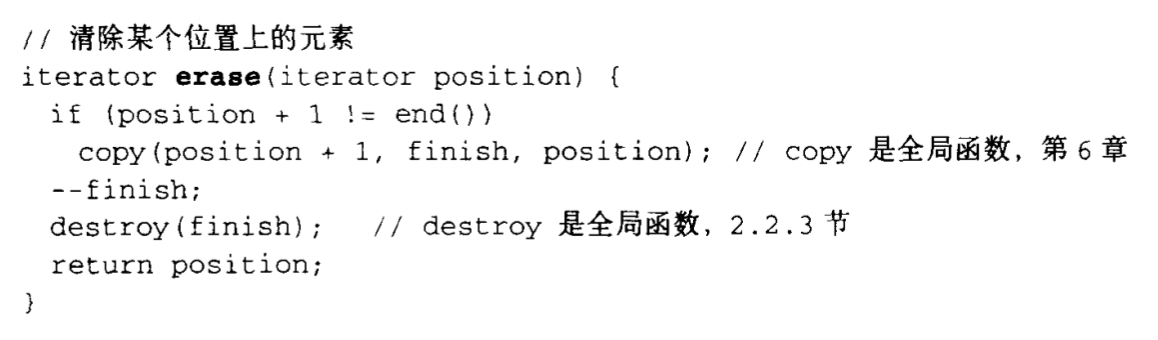 // 清除某个位置上的元素
iterator erase(iterator position) {
  if (position + 1 != end())
    copy(position + 1, finish, position); // copy 是全局函数，第 6 章
  --finish;
  destroy(finish);   // destroy 是全局函数，2.2.3 节
  return position;
}